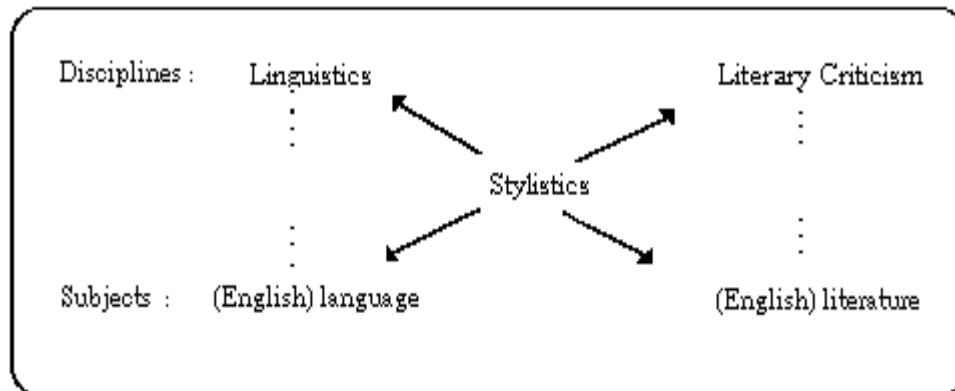 Disciplines : Linguistics Literary Criticism
Stylistics
Subjects : (English) language (English) literature